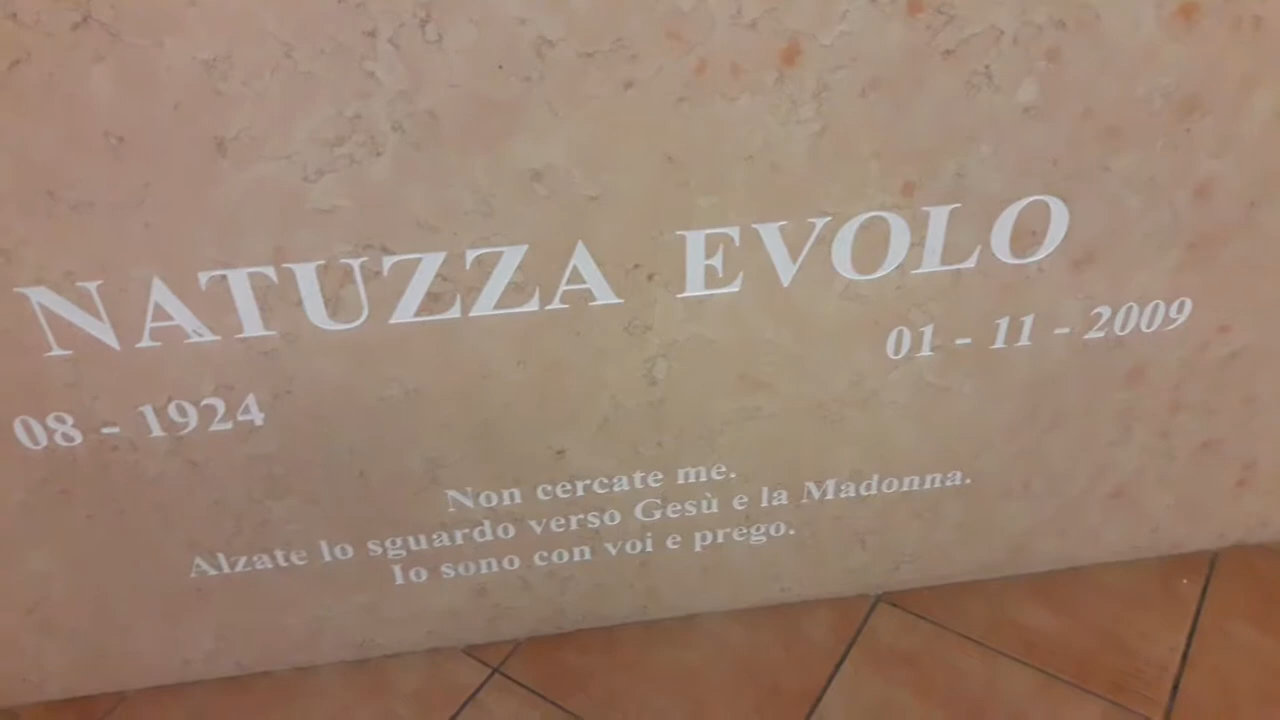 NATUZZA EVOLO
08 - 1924
01 - 11 - 2009
Non cercate me.
Alzate lo sguardo verso Gesù e la Madonna.
Io sono con voi e prego.